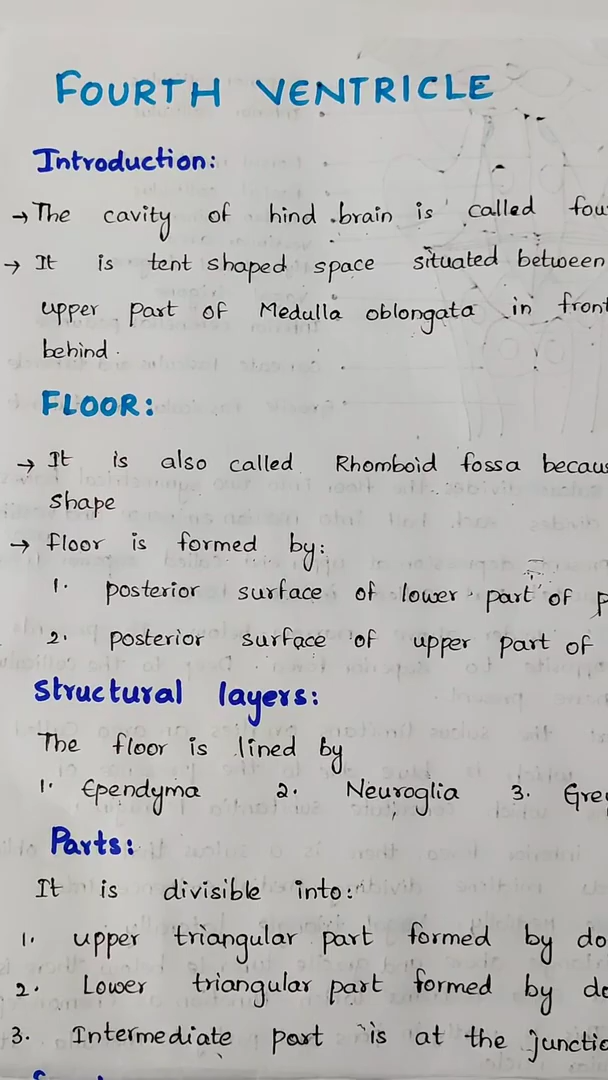 FOURTH VENTRICLE
Introduction:
→ The cavity of hind brain is called fou
→ It is tent shaped space situated between
upper part of Medulla oblongata in front
behind.
FLOOR:
→ It is also called Rhomboid fossa becaus
shape
→ floor is formed by:
1. posterior surface of lower part of p
2. posterior surface of upper part of
Structural layers:
The floor is lined by
1. Ependyma 2. Neuroglia 3. Grey
Parts:
It is divisible into:
1. upper triangular part formed by do
2. Lower triangular part formed by do
3. Intermediate part is at the junctio